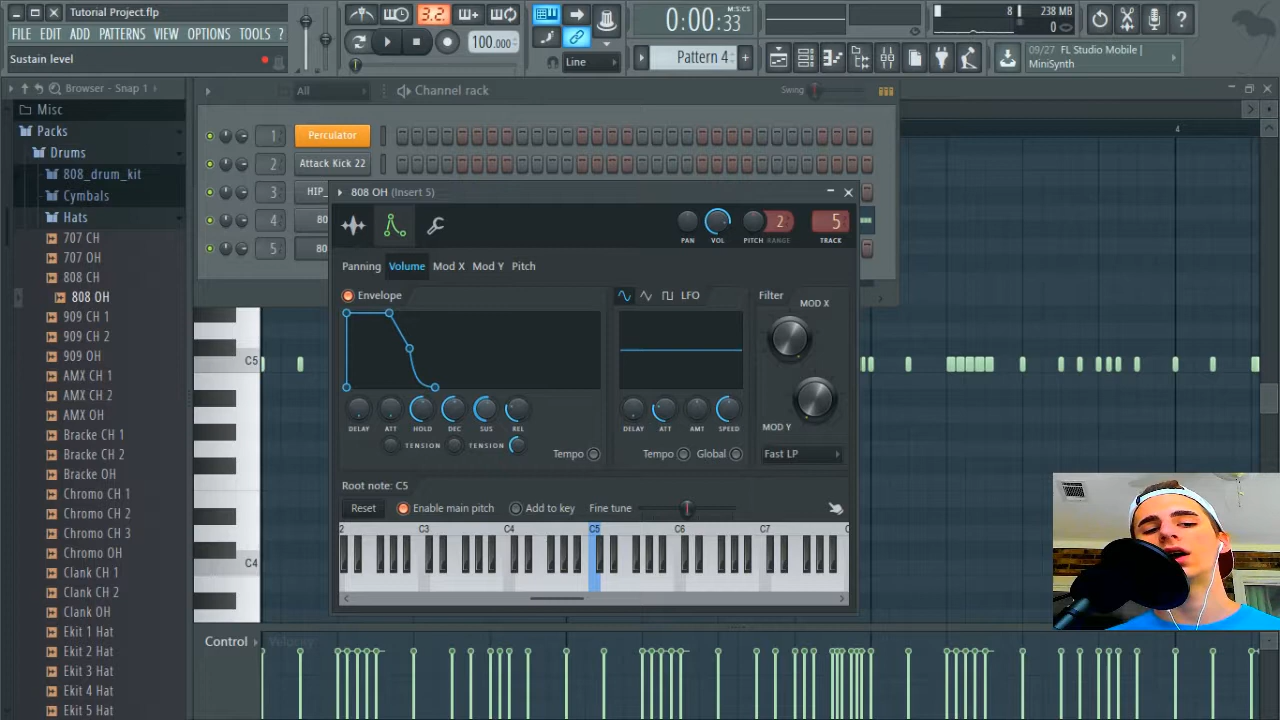 Tutorial Project.flp
FILE EDIT ADD PATTERNS VIEW OPTIONS TOOLS ?
Sustain level
3.2.
100.000
Line
0:00:33
M:S:CS
Pattern 4
8
238 MB
0
09/27 FL Studio Mobile |
MiniSynth
Browser - Snap 1
Misc
Packs
Drums
808_drum_kit
Cymbals
Hats
707 CH
707 OH
808 CH
808 OH
909 CH 1
909 CH 2
909 OH
AMX CH 1
AMX CH 2
AMX OH
Bracke CH 1
Bracke CH 2
Bracke OH
Chromo CH 1
Chromo CH 2
Chromo CH 3
Chromo OH
Clank CH 1
Clank CH 2
Clank OH
Ekit 1 Hat
Ekit 2 Hat
Ekit 3 Hat
Ekit 4 Hat
Ekit 5 Hat
All
Channel rack
Swing
1 Perculator
2 Attack Kick 22
3 HIP_
4 80
5 80
4
808 OH (Insert 5)
2
5
PAN VOL PITCH RANGE TRACK
Panning Volume Mod X Mod Y Pitch
Envelope
LFO
Filter
MOD X
DELAY ATT HOLD DEC SUS REL
TENSION TENSION
Tempo
DELAY ATT AMT SPEED
Tempo Global
MOD Y
Fast LP
Root note: C5
Reset Enable main pitch Add to key Fine tune
2 C3 C4 C5 C6 C7
C5
C4
Control Velocity